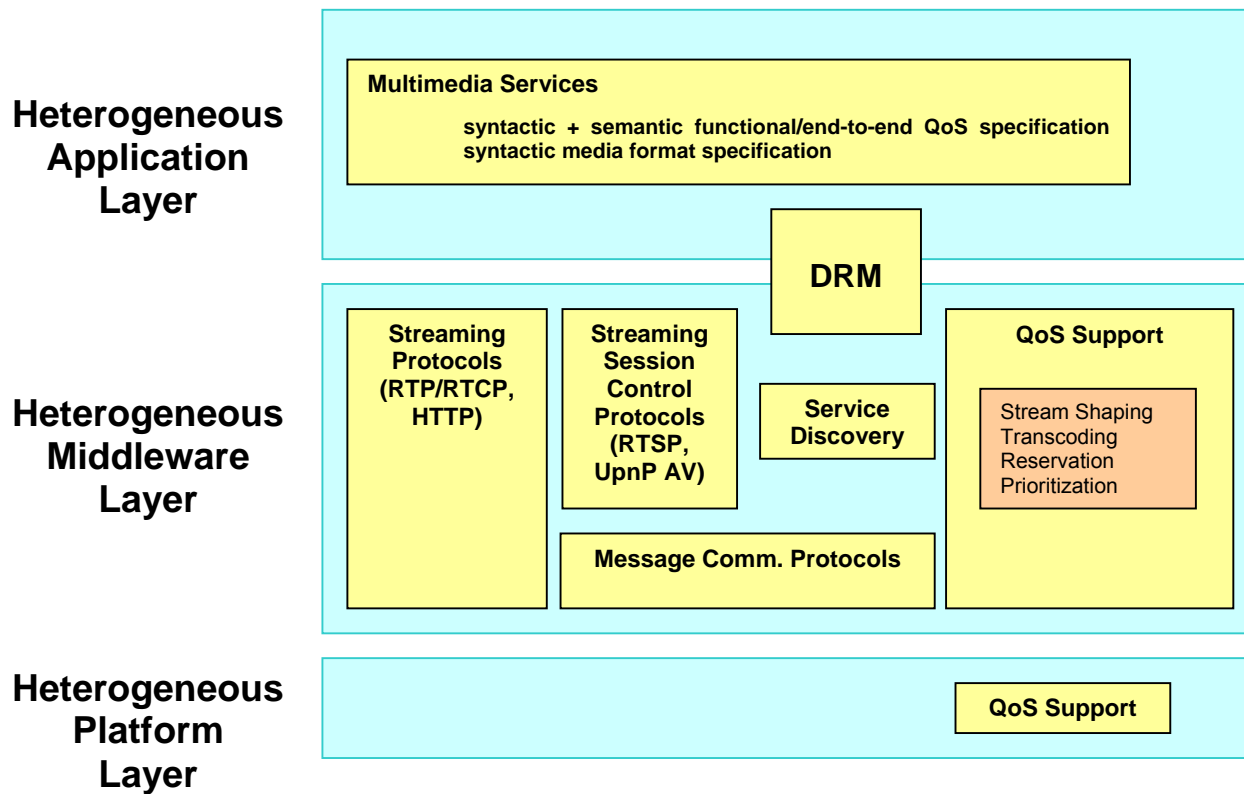 Heterogeneous
Application
Layer
Multimedia Services
syntactic + semantic functional/end-to-end QoS specification
syntactic media format specification
DRM
Heterogeneous
Middleware
Layer
Streaming
Protocols
(RTP/RTCP,
HTTP)
Streaming
Session
Control
Protocols
(RTSP,
UpnP AV)
Service
Discovery
QoS Support
Stream Shaping
Transcoding
Reservation
Prioritization
Message Comm. Protocols
Heterogeneous
Platform
Layer
QoS Support